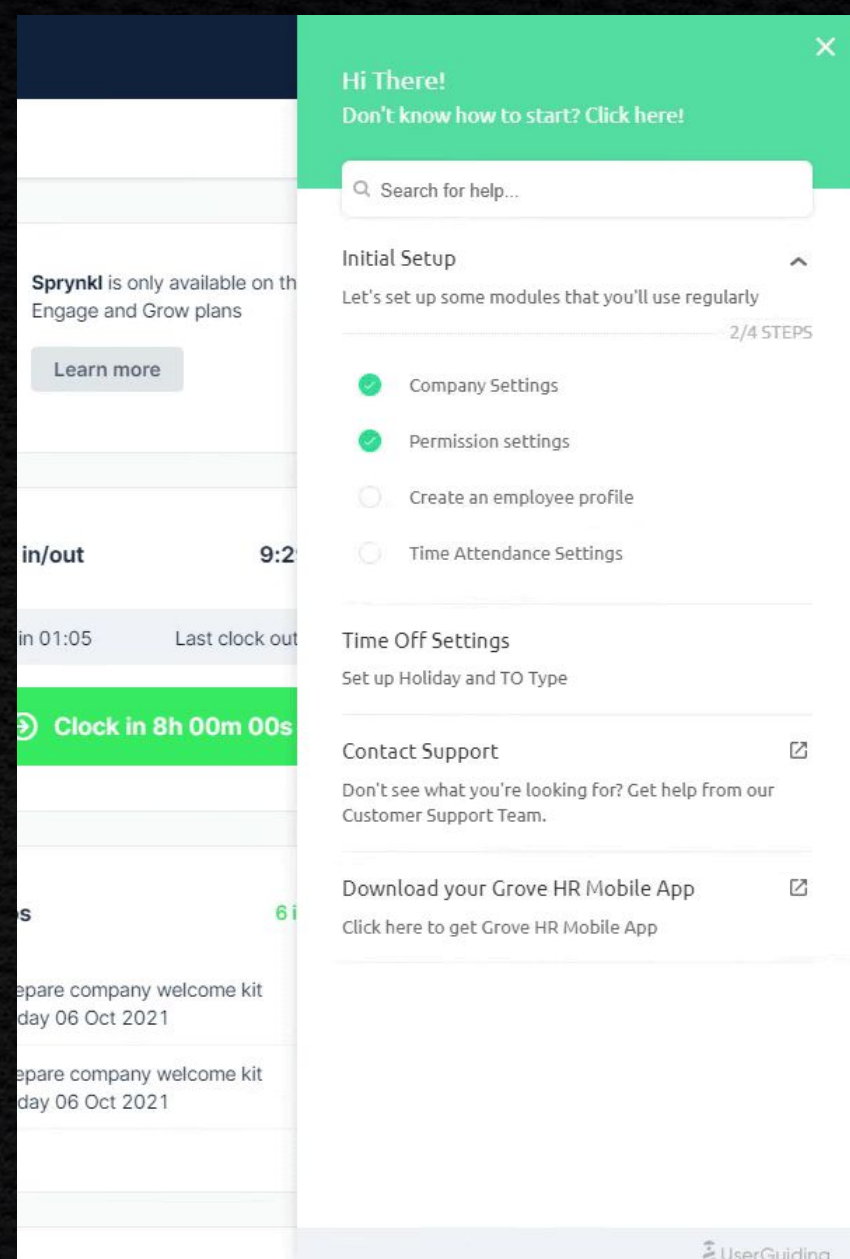 Hi There!
Don't know how to start? Click here!
Search for help...
Initial Setup
Let's set up some modules that you'll use regularly
2/4 STEPS
Company Settings
Permission settings
Create an employee profile
Time Attendance Settings
Time Off Settings
Set up Holiday and TO Type
Contact Support
Don't see what you're looking for? Get help from our
Customer Support Team.
Download your Grove HR Mobile App
Click here to get Grove HR Mobile App
UserGuiding
Sprynkl is only available on th
Engage and Grow plans
Learn more
in/out 9:2
in 01:05 Last clock out
Clock in 8h 00m 00s
6 i
epare company welcome kit
day 06 Oct 2021
epare company welcome kit
day 06 Oct 2021